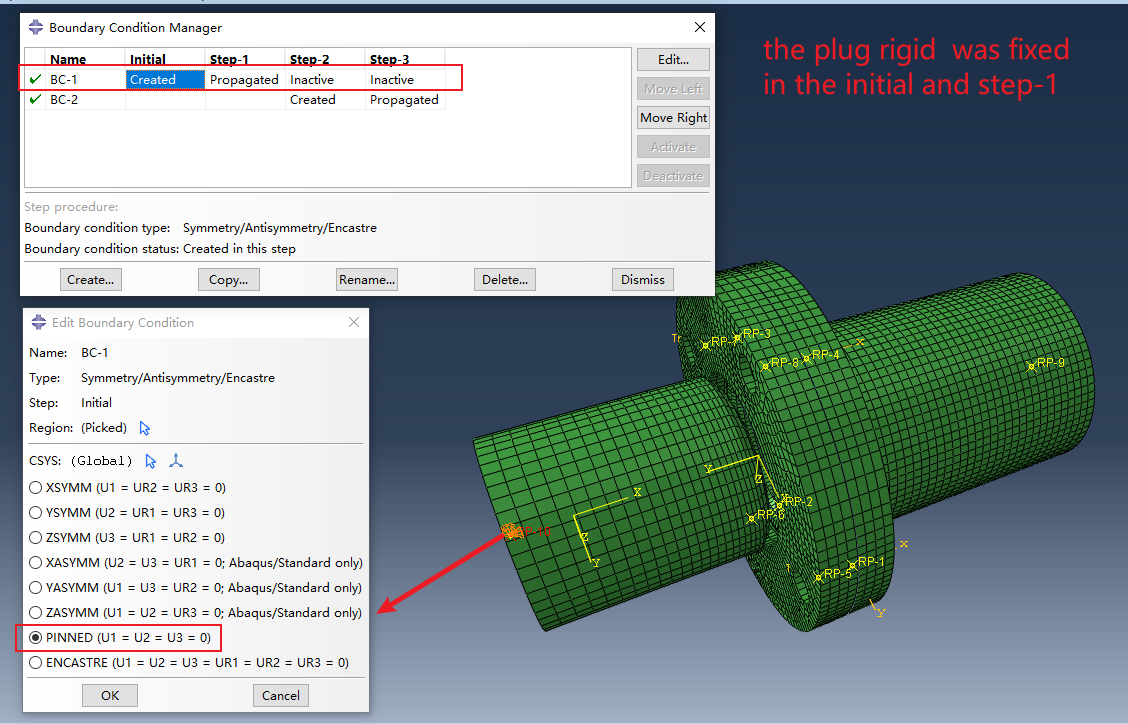 Boundary Condition Manager
the plug rigid was fixed
in the initial and step-1
Name Initial Step-1 Step-2 Step-3
BC-1 Created Propagated Inactive Inactive
BC-2 Created Propagated
Edit...
Move Left
Move Right
Activate
Deactivate
Step procedure:
Boundary condition type: Symmetry/Antisymmetry/Encastre
Boundary condition status: Created in this step
Create... Copy... Rename... Delete... Dismiss
Edit Boundary Condition
Name: BC-1
Type: Symmetry/Antisymmetry/Encastre
Step: Initial
Region: (Picked)
CSYS: (Global)
XSYMM (U1 = UR2 = UR3 = 0)
YSYMM (U2 = UR1 = UR3 = 0)
ZSYMM (U3 = UR1 = UR2 = 0)
XASYMM (U2 = U3 = UR1 = 0; Abaqus/Standard only)
YASYMM (U1 = U3 = UR2 = 0; Abaqus/Standard only)
ZASYMM (U1 = U2 = UR3 = 0; Abaqus/Standard only)
PINNED (U1 = U2 = U3 = 0)
ENCASTRE (U1 = U2 = U3 = UR1 = UR2 = UR3 = 0)
OK Cancel
RP-3
RP-4
X
RP-8
RP-9
Y
Z
X
X
RP-2
RP-6
Z
Y
X
RP-1
RP-5
T
Y